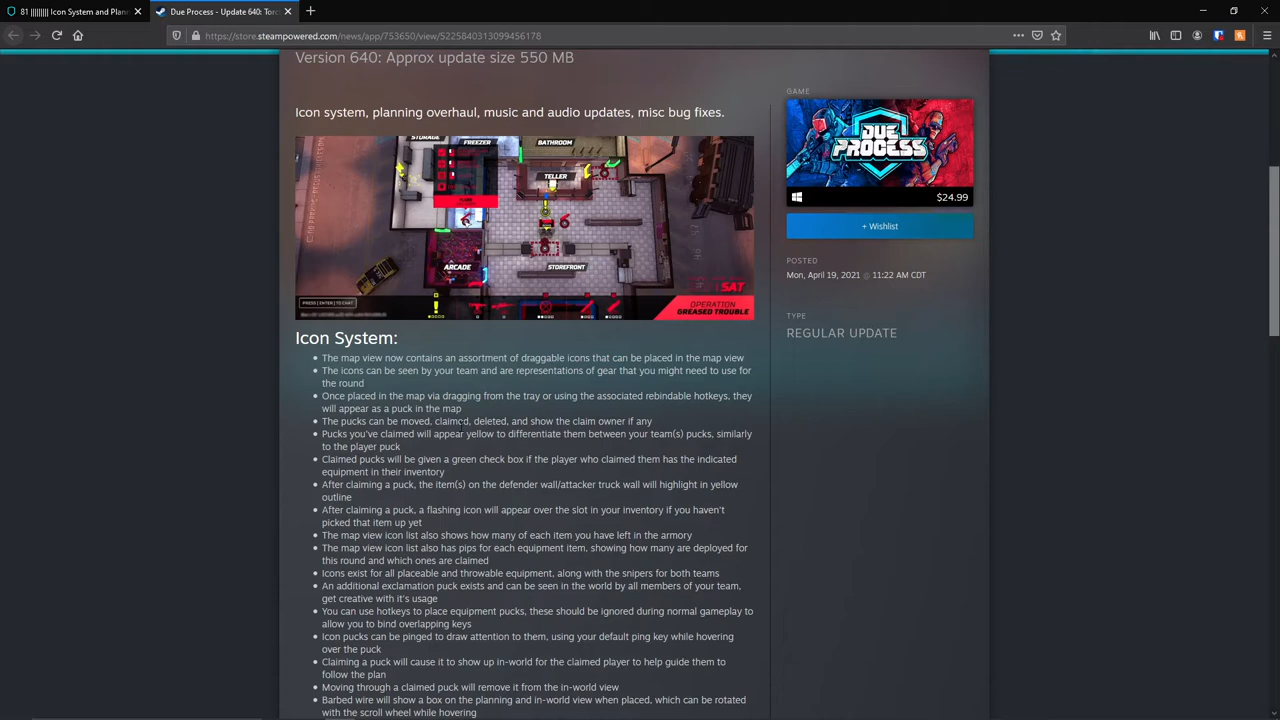 81 ||||||||| Icon System and Plann
Due Process - Update 640: Torc
https://store.steampowered.com/news/app/753650/view/5225840313099456178
Version 640: Approx update size 550 MB
Icon system, planning overhaul, music and audio updates, misc bug fixes.
STORAGE
FREEZER
BATHROOM
TELLER
ARCADE
STOREFRONT
PRESS [ ENTER ] TO CHAT
SAT
OPERATION
GREASED TROUBLE
Icon System:
The map view now contains an assortment of draggable icons that can be placed in the map view
The icons can be seen by your team and are representations of gear that you might need to use for
the round
Once placed in the map via dragging from the tray or using the associated rebindable hotkeys, they
will appear as a puck in the map
The pucks can be moved, claimed, deleted, and show the claim owner if any
Pucks you've claimed will appear yellow to differentiate them between your team(s) pucks, similarly
to the player puck
Claimed pucks will be given a green check box if the player who claimed them has the indicated
equipment in their inventory
After claiming a puck, the item(s) on the defender wall/attacker truck wall will highlight in yellow
outline
After claiming a puck, a flashing icon will appear over the slot in your inventory if you haven't
picked that item up yet
The map view icon list also shows how many of each item you have left in the armory
The map view icon list also has pips for each equipment item, showing how many are deployed for
this round and which ones are claimed
Icons exist for all placeable and throwable equipment, along with the snipers for both teams
An additional exclamation puck exists and can be seen in the world by all members of your team,
get creative with it's usage
You can use hotkeys to place equipment pucks, these should be ignored during normal gameplay to
allow you to bind overlapping keys
Icon pucks can be pinged to draw attention to them, using your default ping key while hovering
over the puck
Claiming a puck will cause it to show up in-world for the claimed player to help guide them to
follow the plan
Moving through a claimed puck will remove it from the in-world view
Barbed wire will show a box on the planning and in-world view when placed, which can be rotated
with the scroll wheel while hovering
GAME
DUE
PROCESS
$24.99
+ Wishlist
POSTED
Mon, April 19, 2021 @ 11:22 AM CDT
TYPE
REGULAR UPDATE